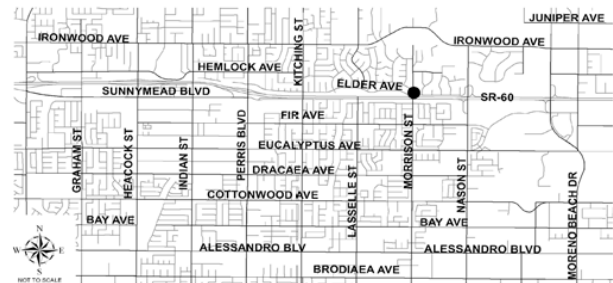 JUNIPER AVE
IRONWOOD AVE
IRONWOOD AVE
KITCHING ST
HEMLOCK AVE
ELDER AVE
SUNNYMEAD BLVD
SR-60
FIR AVE
PERRIS BLVD
EUCALYPTUS AVE
GRAHAM ST
HEACOCK ST
INDIAN ST
MORRISON ST
DRACAEA AVE
LASSELLE ST
NASON ST
COTTONWOOD AVE
MORENO BEACH DR
BAY AVE
BAY AVE
N
W E
S
ALESSANDRO BLV
ALESSANDRO BLVD
BRODIAEA AVE
NOT TO SCALE